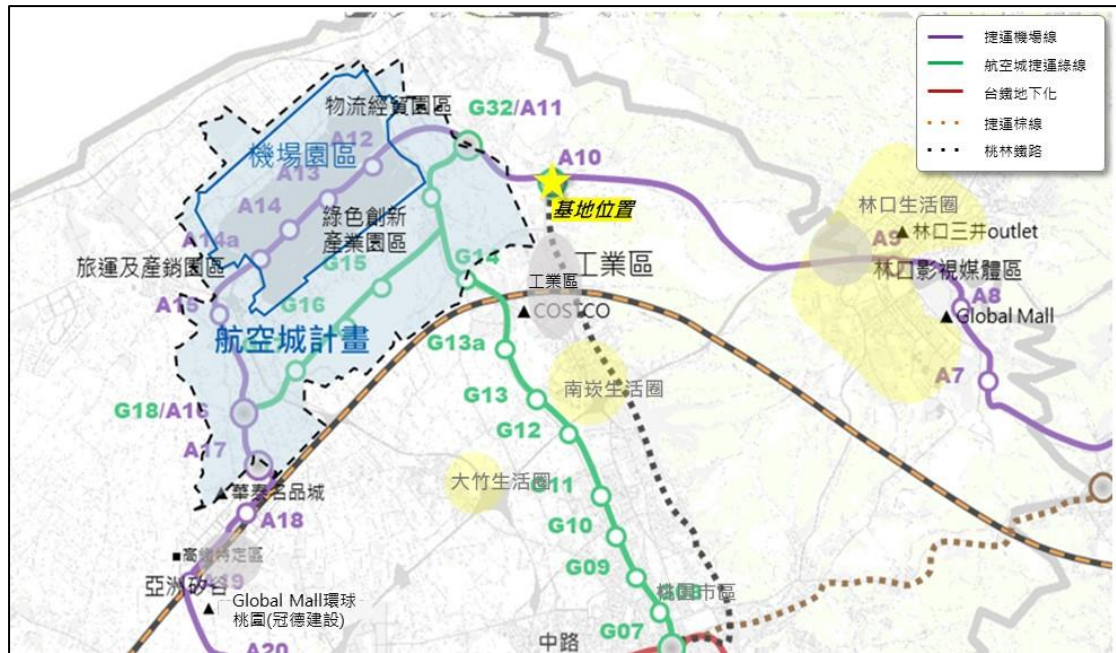 捷運機場線
航空城捷運綠線
台鐵地下化
捷運棕線
桃林鐵路
物流經貿園區
G32/A11
A12
機場園區
A13
A10
基地位置
A14
綠色創新
產業園區
A14a
旅運及產銷園區
G15
G14
工業區
工業區
A15
G16
COSTCO
航空城計畫
G13a
林口生活圈
林口三井outlet
A9
林口影視媒體區
A8
Global Mall
A7
南崁生活圈
G13
G12
G18/A16
A17
大竹生活圈
G11
華泰名品城
A18
G10
高鐵特定區
亞洲矽谷
A19
G09
桃園市區
G08
Global Mall環球
桃園(冠德建設)
G07
中路
A20